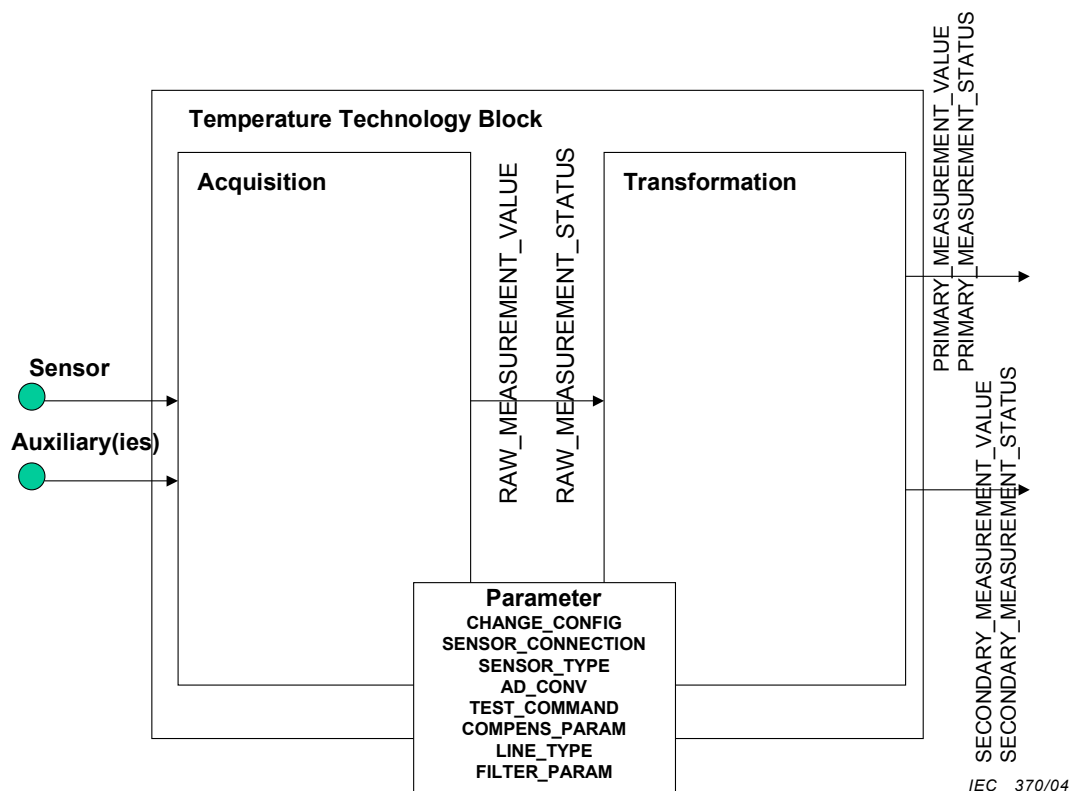 Temperature Technology Block
Acquisition
RAW_MEASUREMENT_VALUE
RAW_MEASUREMENT_STATUS
Transformation
PRIMARY_MEASUREMENT_VALUE
PRIMARY_MEASUREMENT_STATUS
Sensor
Auxiliary(ies)
SECONDARY_MEASUREMENT_VALUE
SECONDARY_MEASUREMENT_STATUS
Parameter
CHANGE_CONFIG
SENSOR_CONNECTION
SENSOR_TYPE
AD_CONV
TEST_COMMAND
COMPENS_PARAM
LINE_TYPE
FILTER_PARAM
IEC 370/04